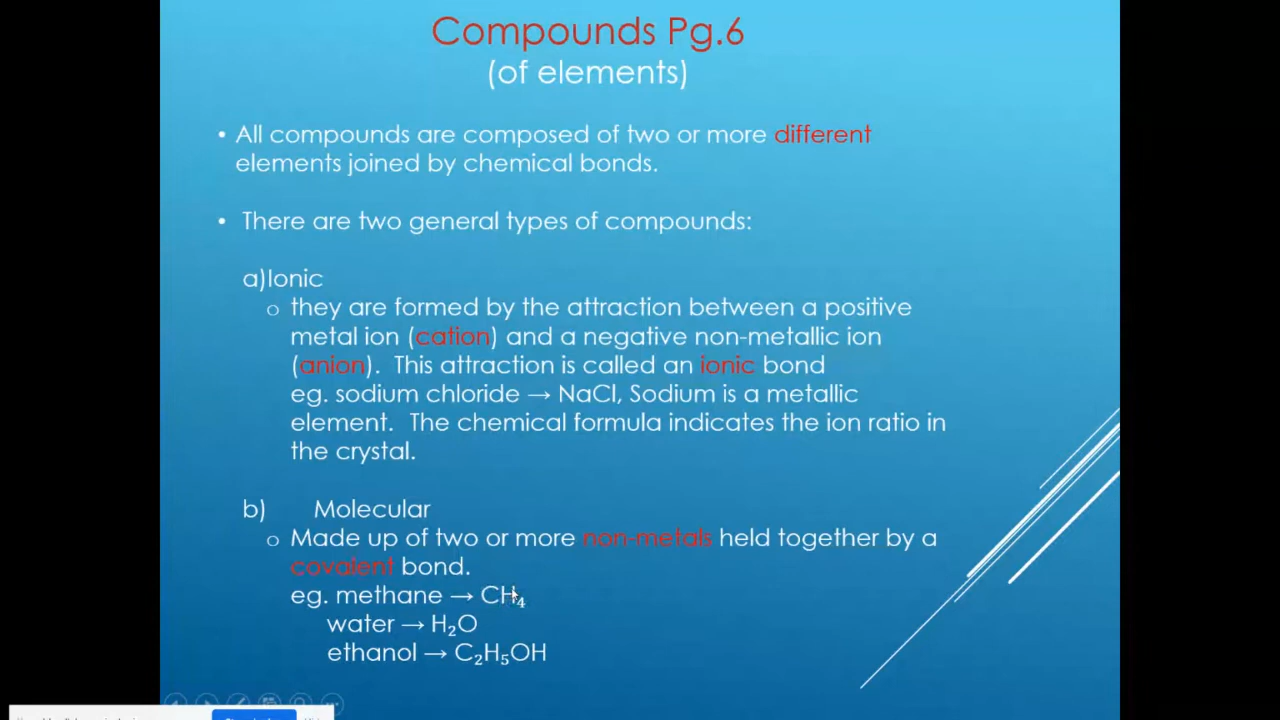 Compounds Pg.6
(of elements)
• All compounds are composed of two or more different
elements joined by chemical bonds.
• There are two general types of compounds:
a)Ionic
o they are formed by the attraction between a positive
metal ion (cation) and a negative non-metallic ion
(anion). This attraction is called an ionic bond
eg. sodium chloride → NaCl, Sodium is a metallic
element. The chemical formula indicates the ion ratio in
the crystal.
b) Molecular
o Made up of two or more non-metals held together by a
covalent bond.
eg. methane → CH₄
water → H₂O
ethanol → C₂H₅OH